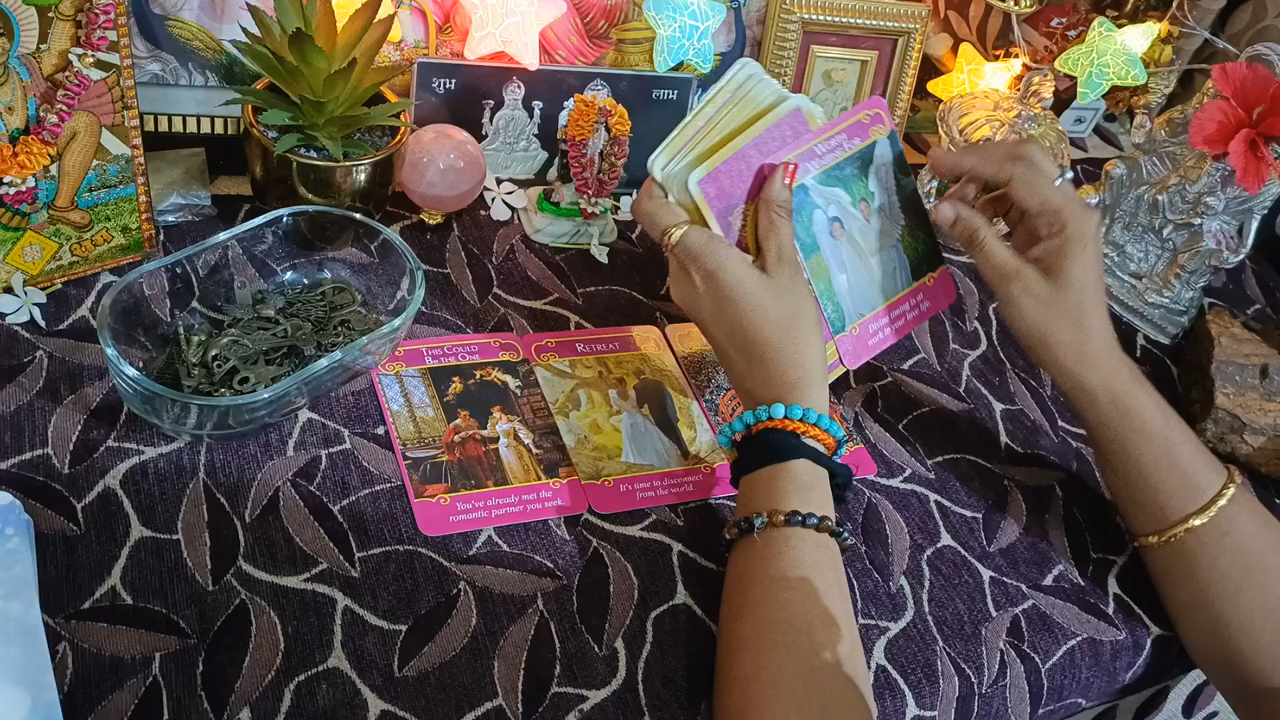 शुभ
लाभ
THIS COULD
BE THE ONE
You've already met the
romantic partner you seek.
RETREAT
It's time to disconnect
from the world.
Divine timing is at
work in your love life.